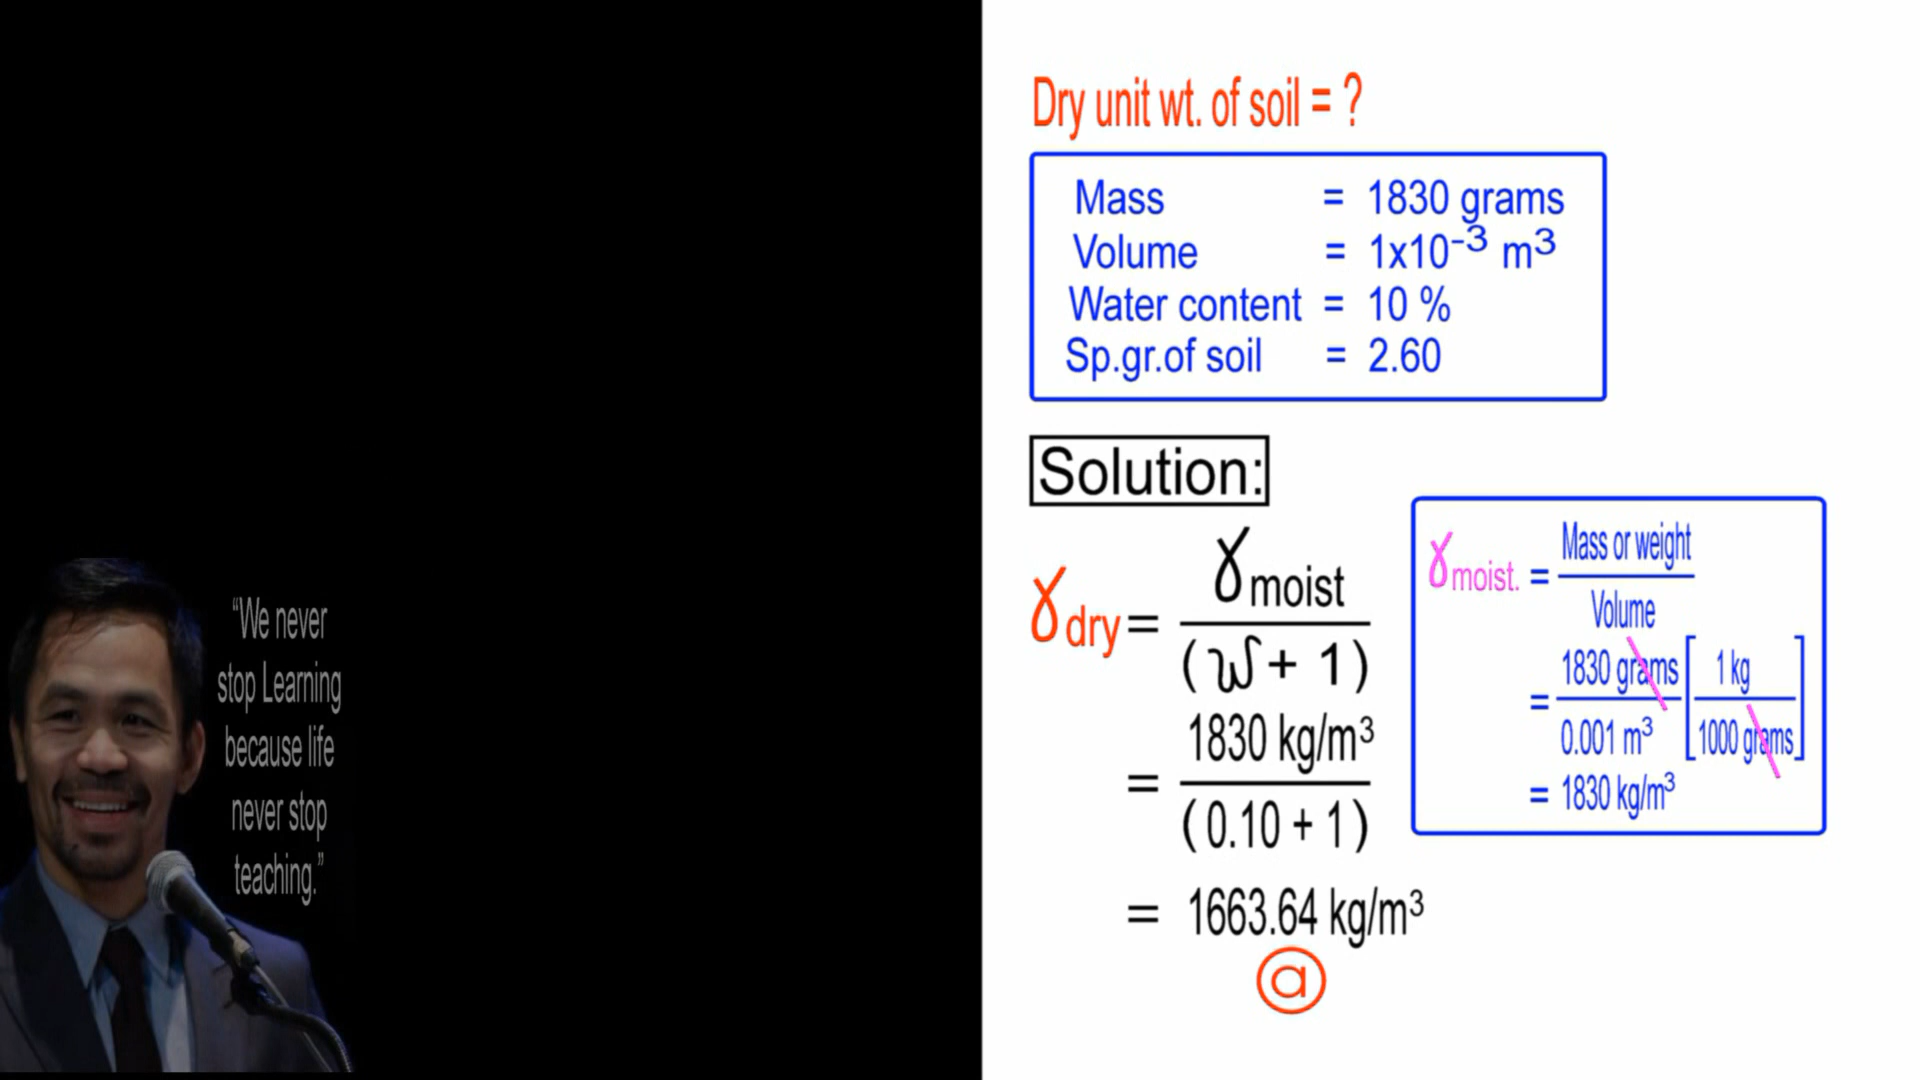 “We never
stop Learning
because life
never stop
teaching.”
Dry unit wt. of soil = ?
Mass = 1830 grams
Volume = 1x10⁻³ m³
Water content = 10 %
Sp.gr.of soil = 2.60
Solution:
γdry = γmoist / (w + 1)
= 1830 kg/m³ / (0.10 + 1)
= 1663.64 kg/m³
a
γmoist. = Mass or weight / Volume
= 1830 grams / 0.001 m³ [1 kg / 1000 grams]
= 1830 kg/m³